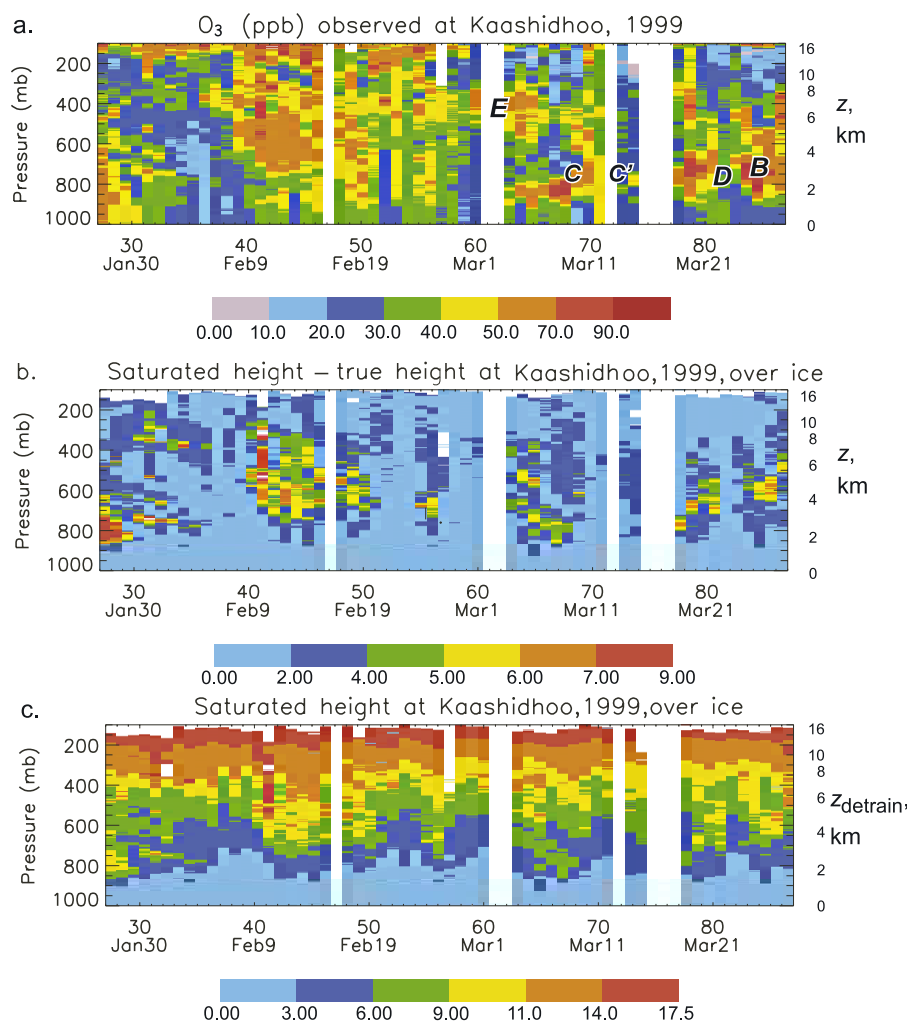 a.
O₃ (ppb) observed at Kaashidhoo, 1999
Pressure (mb)
200
400
600
800
1000
E
C
C'
D
B
16
10
8
6
4
2
0
z,
km
30 40 50 60 70 80
Jan30 Feb9 Feb19 Mar1 Mar11 Mar21
0.00 10.0 20.0 30.0 40.0 50.0 70.0 90.0
b.
Saturated height – true height at Kaashidhoo,1999,over ice
Pressure (mb)
200
400
600
800
1000
16
10
8
6
4
2
0
z,
km
30 40 50 60 70 80
Jan30 Feb9 Feb19 Mar1 Mar11 Mar21
0.00 2.00 4.00 5.00 6.00 7.00 9.00
c.
Saturated height at Kaashidhoo,1999,over ice
Pressure (mb)
200
400
600
800
1000
16
10
8
6
4
2
0
z detrain,
km
30 40 50 60 70 80
Jan30 Feb9 Feb19 Mar1 Mar11 Mar21
0.00 3.00 6.00 9.00 11.0 14.0 17.5